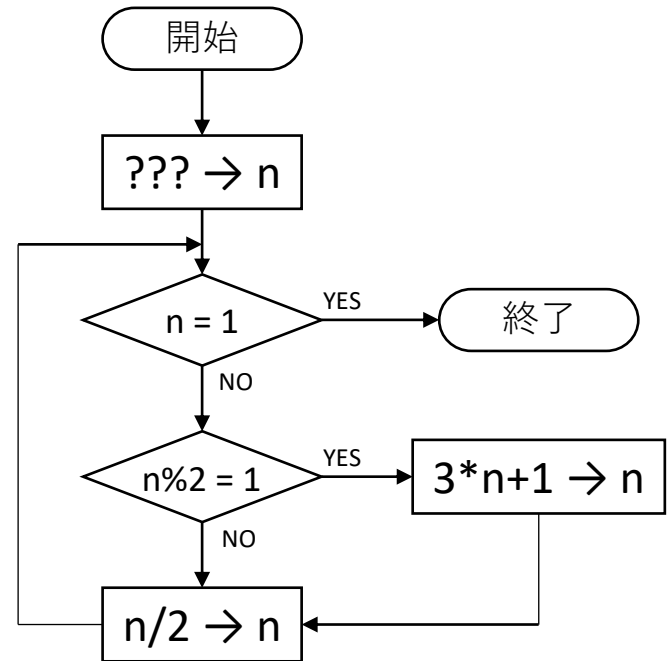 開始
??? → n
n = 1
YES
終了
NO
n%2 = 1
YES
3*n+1 → n
NO
n/2 → n